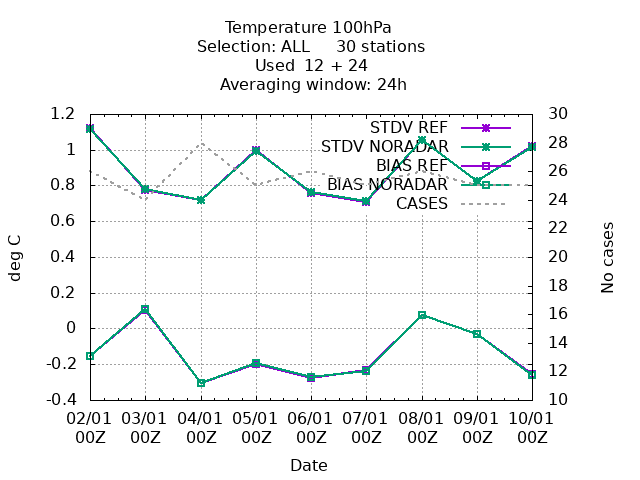 Temperature 100hPa
Selection: ALL     30 stations
Used  12 + 24
Averaging window: 24h
1.2
1
0.8
0.6
0.4
0.2
0
-0.2
-0.4
30
28
26
24
22
20
18
16
14
12
10
STDV REF
STDV NORADAR
BIAS REF
BIAS NORADAR
CASES
deg C
No cases
02/01 03/01 04/01 05/01 06/01 07/01 08/01 09/01 10/01
00Z 00Z 00Z 00Z 00Z 00Z 00Z 00Z 00Z
Date